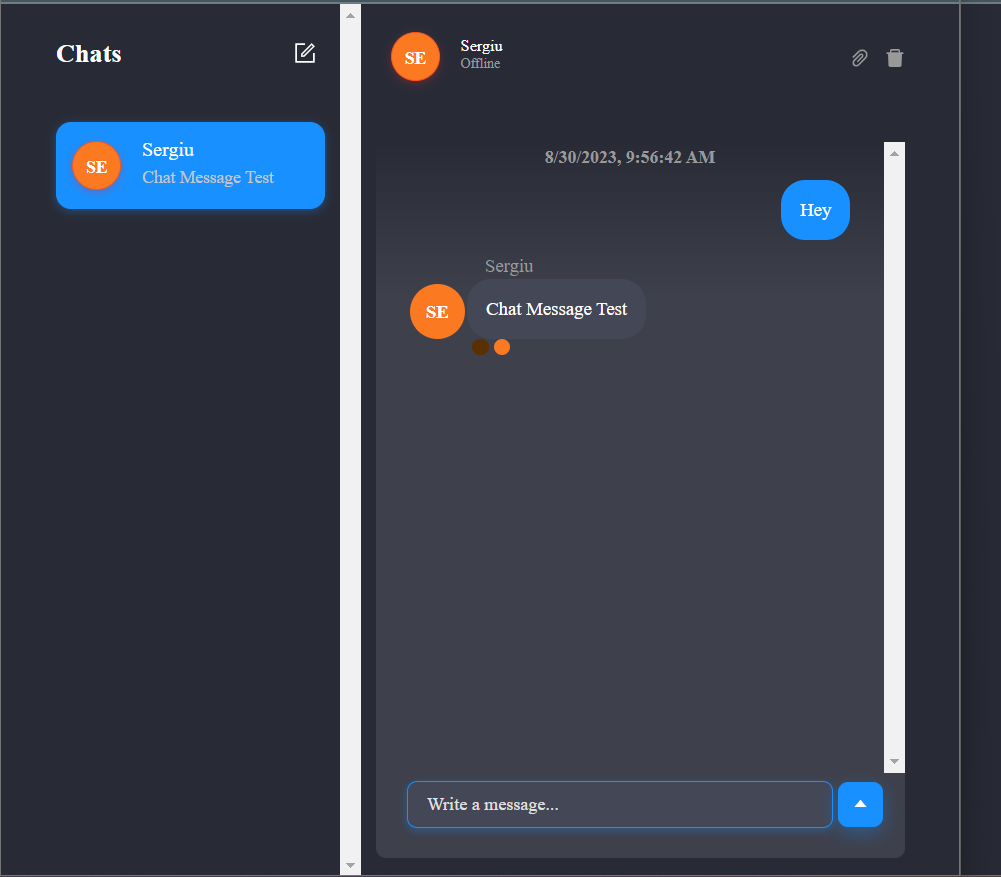 Chats
SE
Sergiu
Chat Message Test
SE
Sergiu
Offline
8/30/2023, 9:56:42 AM
Hey
Sergiu
SE
Chat Message Test
Write a message...